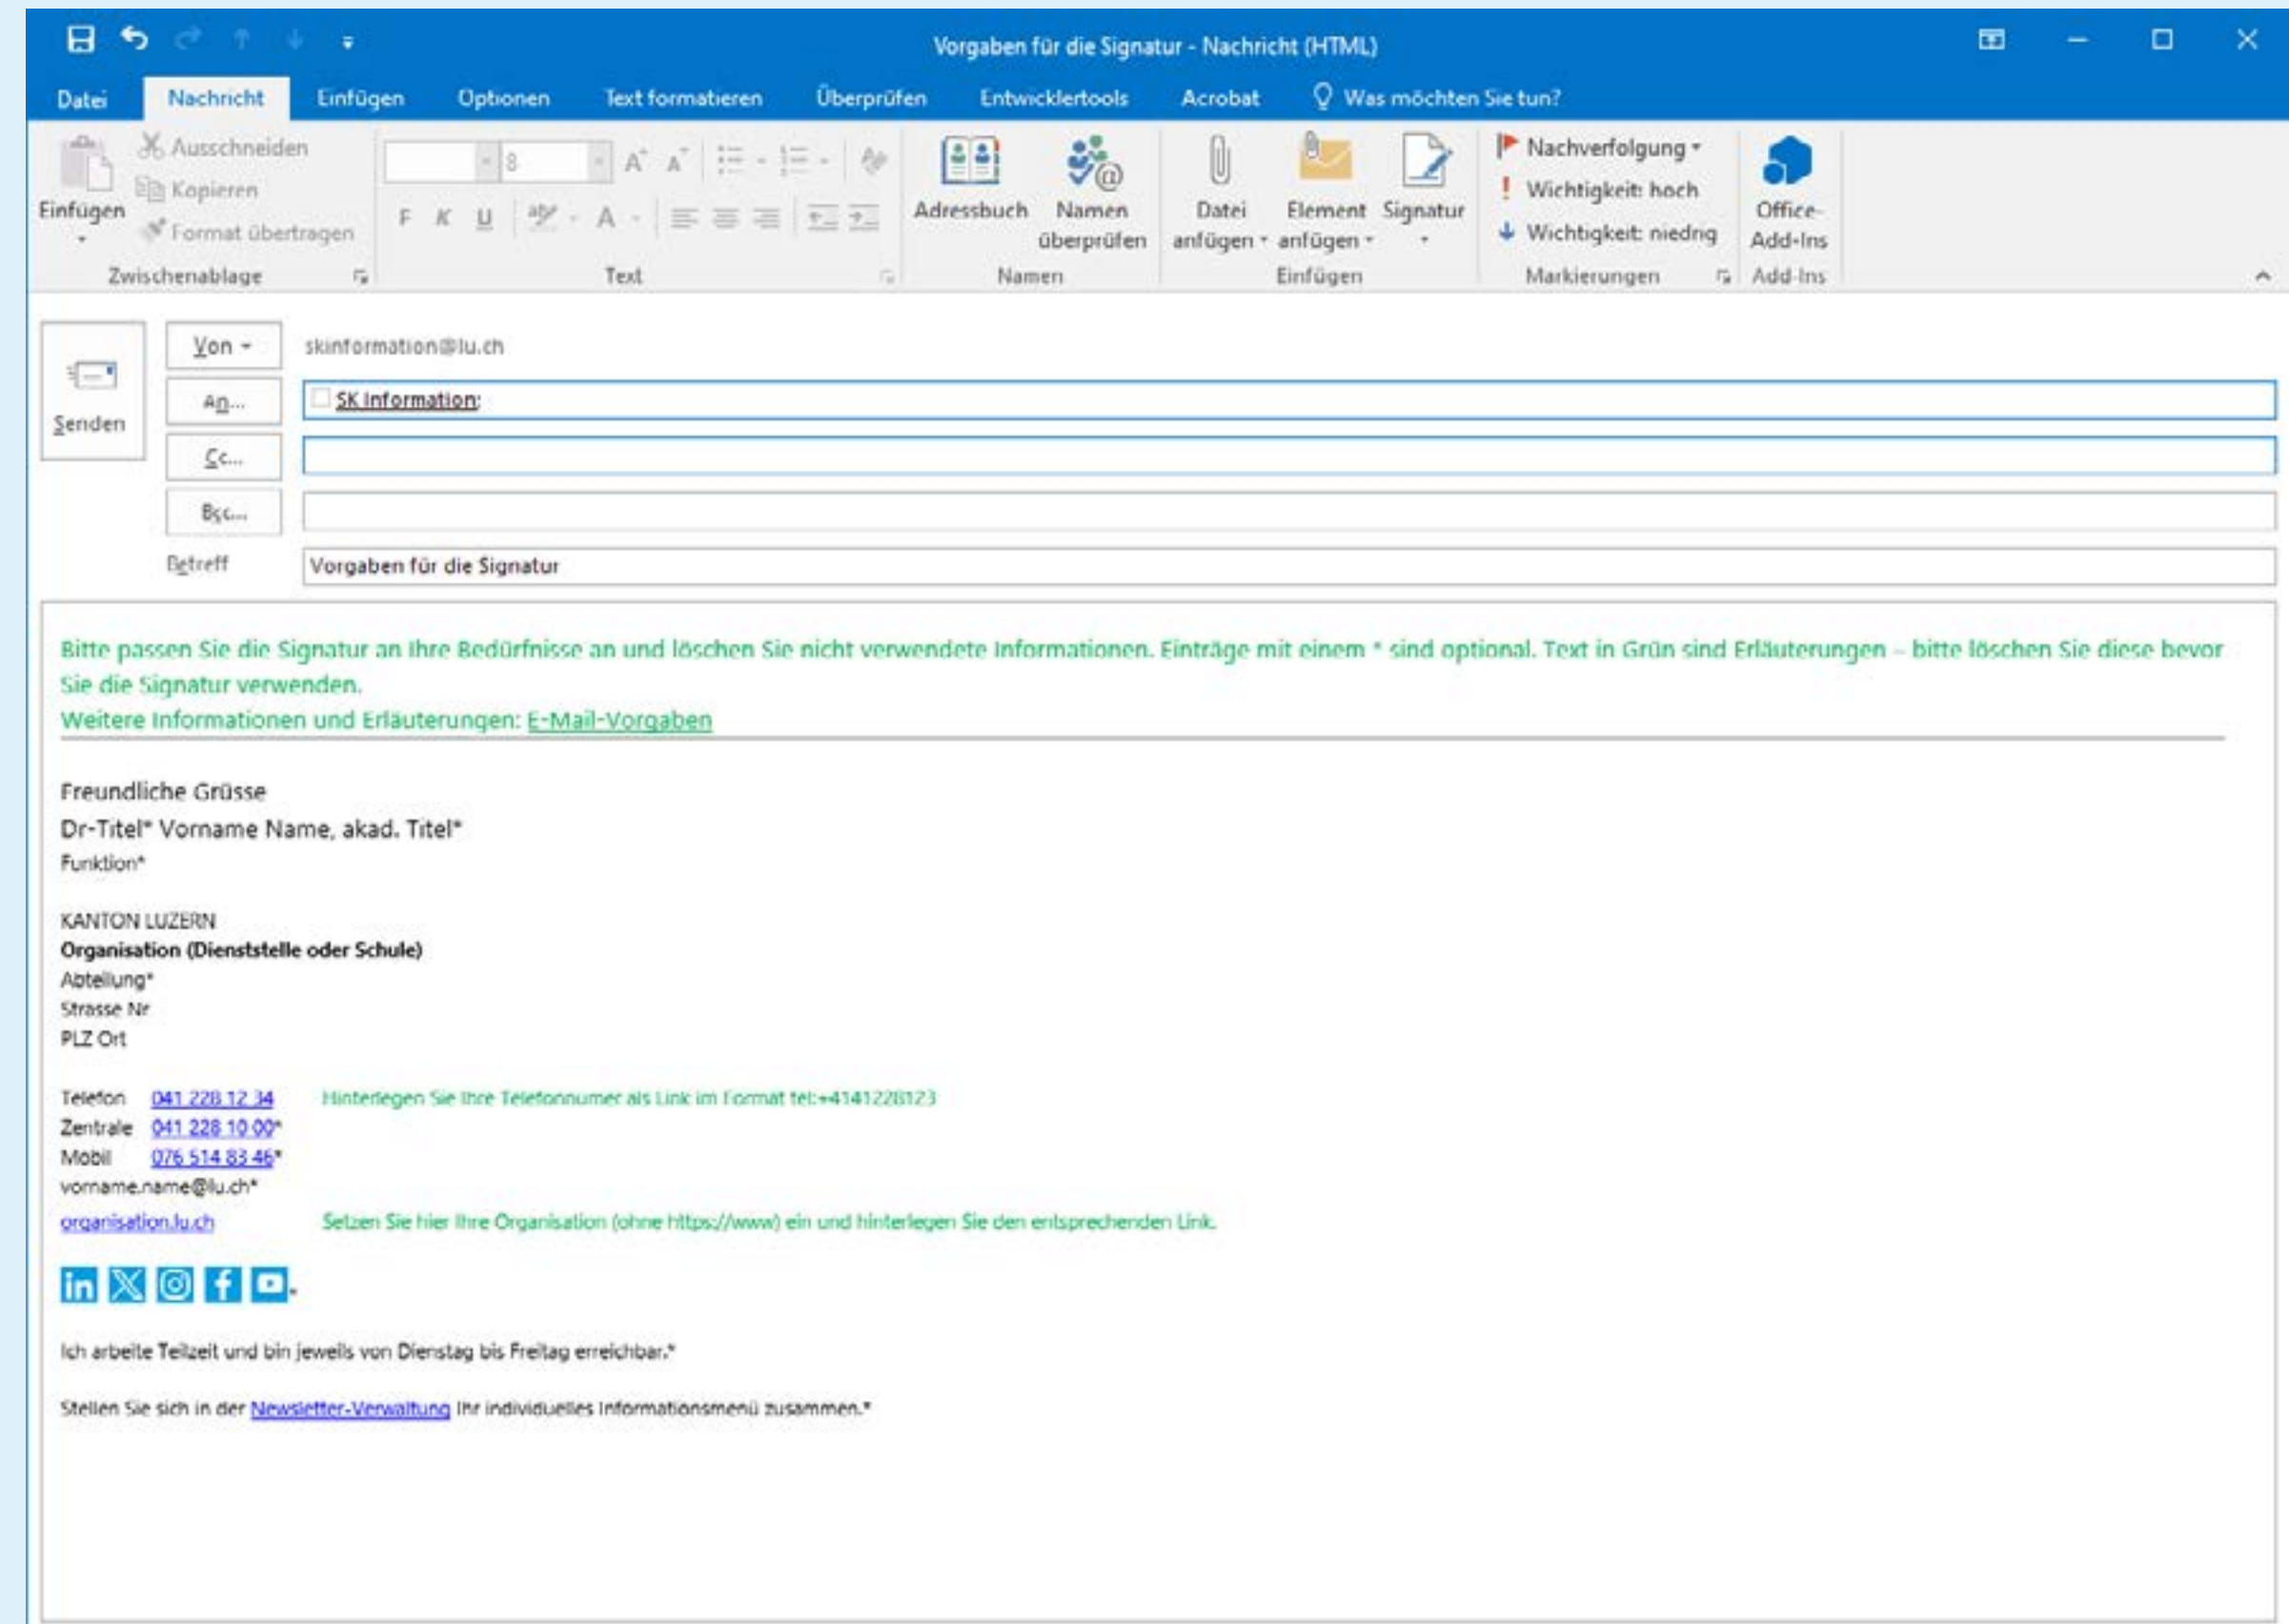 Vorgaben für die Signatur - Nachricht (HTML)
Datei Nachricht Einfügen Optionen Text formatieren Überprüfen Entwicklertools Acrobat Was möchten Sie tun?
Einfügen
Ausschneiden
Kopieren
Format übertragen
Zwischenablage
8
F K U
Text
Adressbuch
Namen überprüfen
Namen
Datei anfügen
Element anfügen
Signatur
Einfügen
Nachverfolgung
Wichtigkeit: hoch
Wichtigkeit: niedrig
Markierungen
Office-Add-Ins
Add-Ins
Senden
Von skinformation@lu.ch
An... SK Information;
Cc...
Bcc...
Betreff Vorgaben für die Signatur
Bitte passen Sie die Signatur an Ihre Bedürfnisse an und löschen Sie nicht verwendete Informationen. Einträge mit einem * sind optional. Text in Grün sind Erläuterungen – bitte löschen Sie diese bevor
Sie die Signatur verwenden.
Weitere Informationen und Erläuterungen: E-Mail-Vorgaben
Freundliche Grüsse
Dr-Titel* Vorname Name, akad. Titel*
Funktion*
KANTON LUZERN
Organisation (Dienststelle oder Schule)
Abteilung*
Strasse Nr
PLZ Ort
Telefon 041 228 12 34 Hinterlegen Sie Ihre Telefonnumer als Link im Format tel:+4141228123
Zentrale 041 228 10 00*
Mobil 076 514 83 46*
vorname.name@lu.ch*
organisation.lu.ch Setzen Sie hier Ihre Organisation (ohne https://www) ein und hinterlegen Sie den entsprechenden Link.
in X f *
Ich arbeite Teilzeit und bin jeweils von Dienstag bis Freitag erreichbar.*
Stellen Sie sich in der Newsletter-Verwaltung Ihr individuelles Informationsmenü zusammen.*